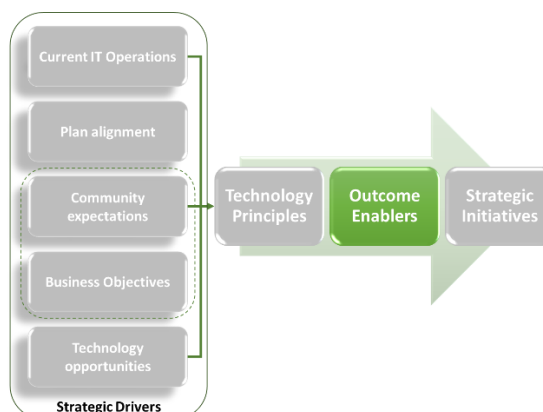 Current IT Operations
Plan alignment
Community
expectations
Business Objectives
Technology
opportunities
Strategic Drivers
Technology
Principles
Outcome
Enablers
Strategic
Initiatives